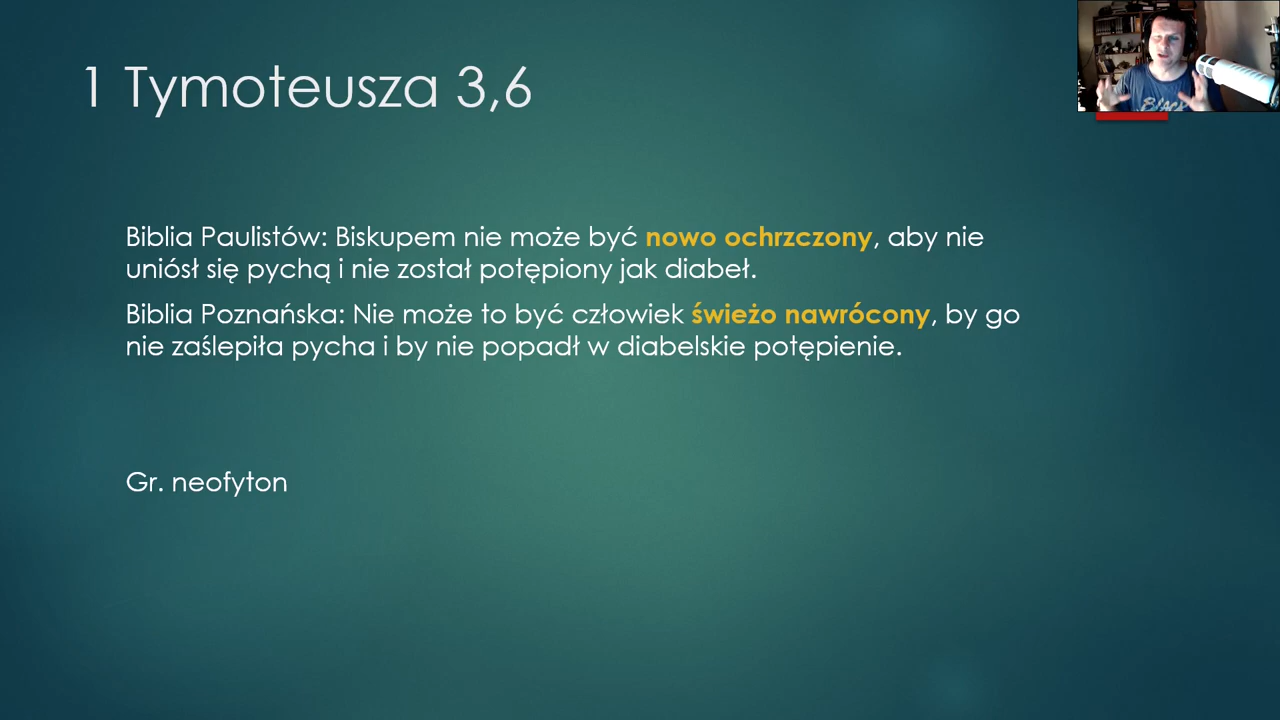 1 Tymoteusza 3,6
Biblia Paulistów: Biskupem nie może być nowo ochrzczony, aby nie
uniósł się pychą i nie został potępiony jak diabeł.
Biblia Poznańska: Nie może to być człowiek świeżo nawrócony, by go
nie zaślepiła pycha i by nie popadł w diabelskie potępienie.
Gr. neofyton
BLACK